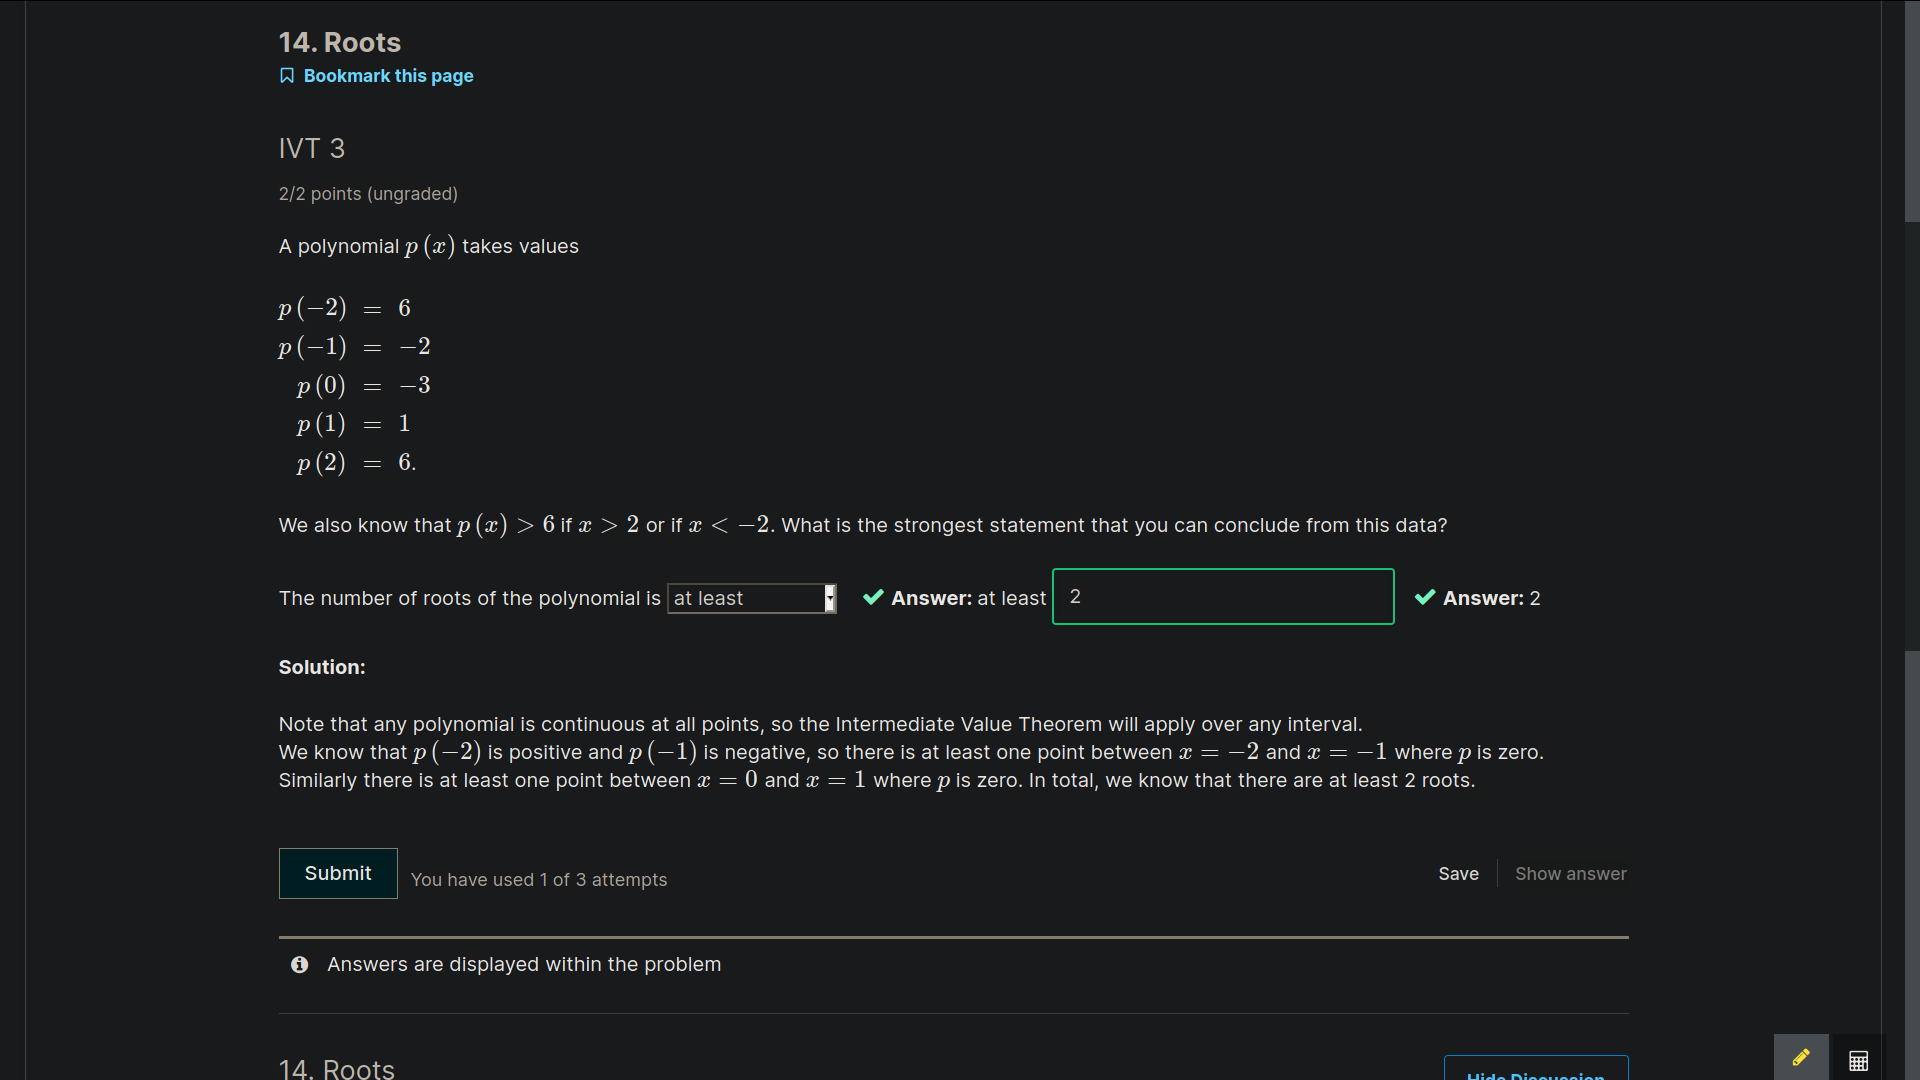 14. Roots
Bookmark this page
IVT 3
2/2 points (ungraded)
A polynomial p (x) takes values
p (−2) = 6
p (−1) = −2
p (0) = −3
p (1) = 1
p (2) = 6.
We also know that p (x) > 6 if x > 2 or if x < −2. What is the strongest statement that you can conclude from this data?
The number of roots of the polynomial is at least Answer: at least 2 Answer: 2
Solution:
Note that any polynomial is continuous at all points, so the Intermediate Value Theorem will apply over any interval.
We know that p (−2) is positive and p (−1) is negative, so there is at least one point between x = −2 and x = −1 where p is zero.
Similarly there is at least one point between x = 0 and x = 1 where p is zero. In total, we know that there are at least 2 roots.
Submit You have used 1 of 3 attempts Save Show answer
Answers are displayed within the problem
14. Roots Hide Discussion